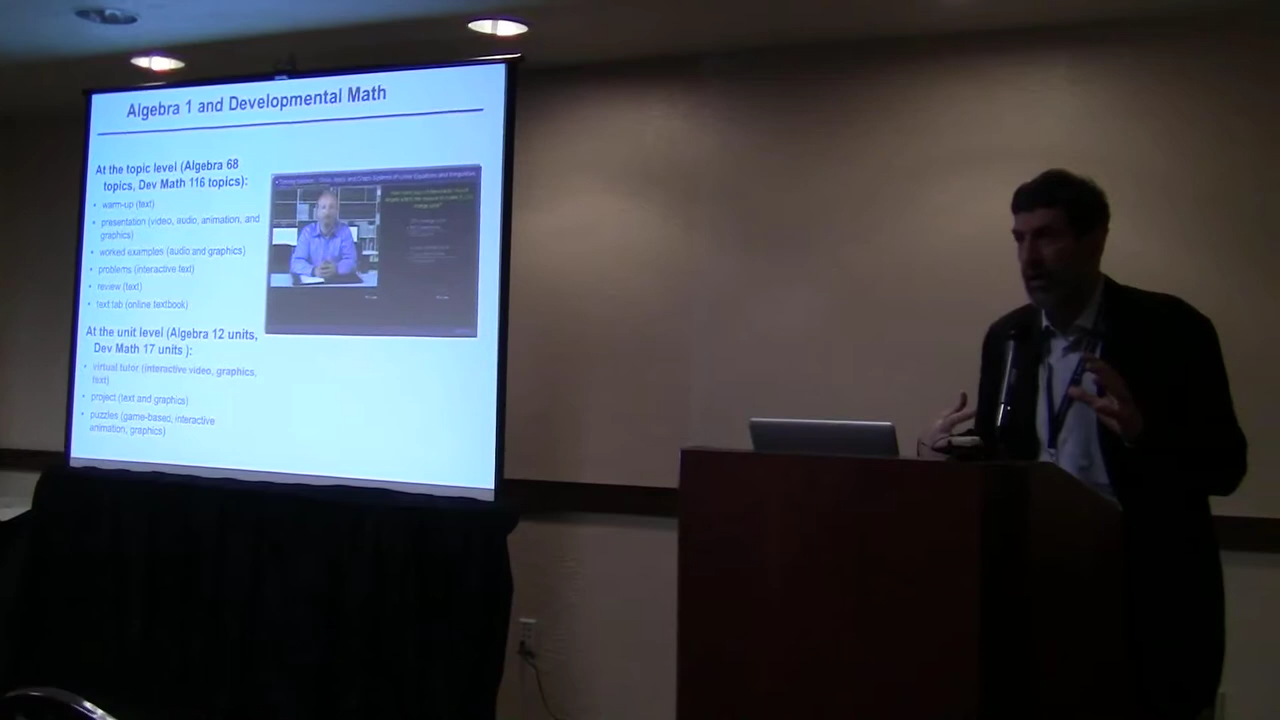 Algebra 1 and Developmental Math
At the topic level (Algebra 68
topics, Dev Math 116 topics):
• warm-up (text)
• presentation (video, audio, animation, and
graphics)
• worked examples (audio and graphics)
• problems (interactive text)
• review (text)
• text tab (online textbook)
At the unit level (Algebra 12 units,
Dev Math 17 units ):
• virtual tutor (interactive video, graphics,
text)
• project (text and graphics)
• puzzles (game-based, interactive
animation, graphics)